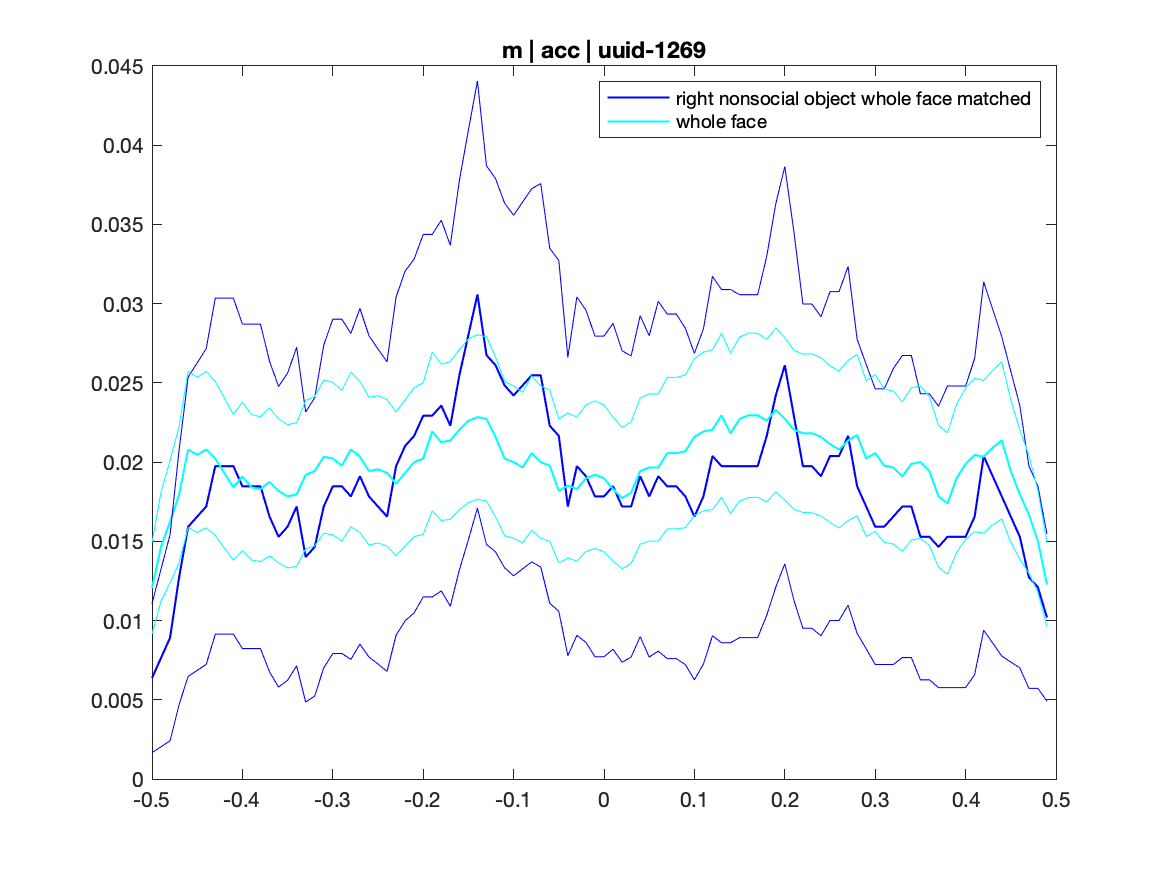 m | acc | uuid-1269
right nonsocial object whole face matched
whole face
0.045
0.04
0.035
0.03
0.025
0.02
0.015
0.01
0.005
0
-0.5 -0.4 -0.3 -0.2 -0.1 0 0.1 0.2 0.3 0.4 0.5